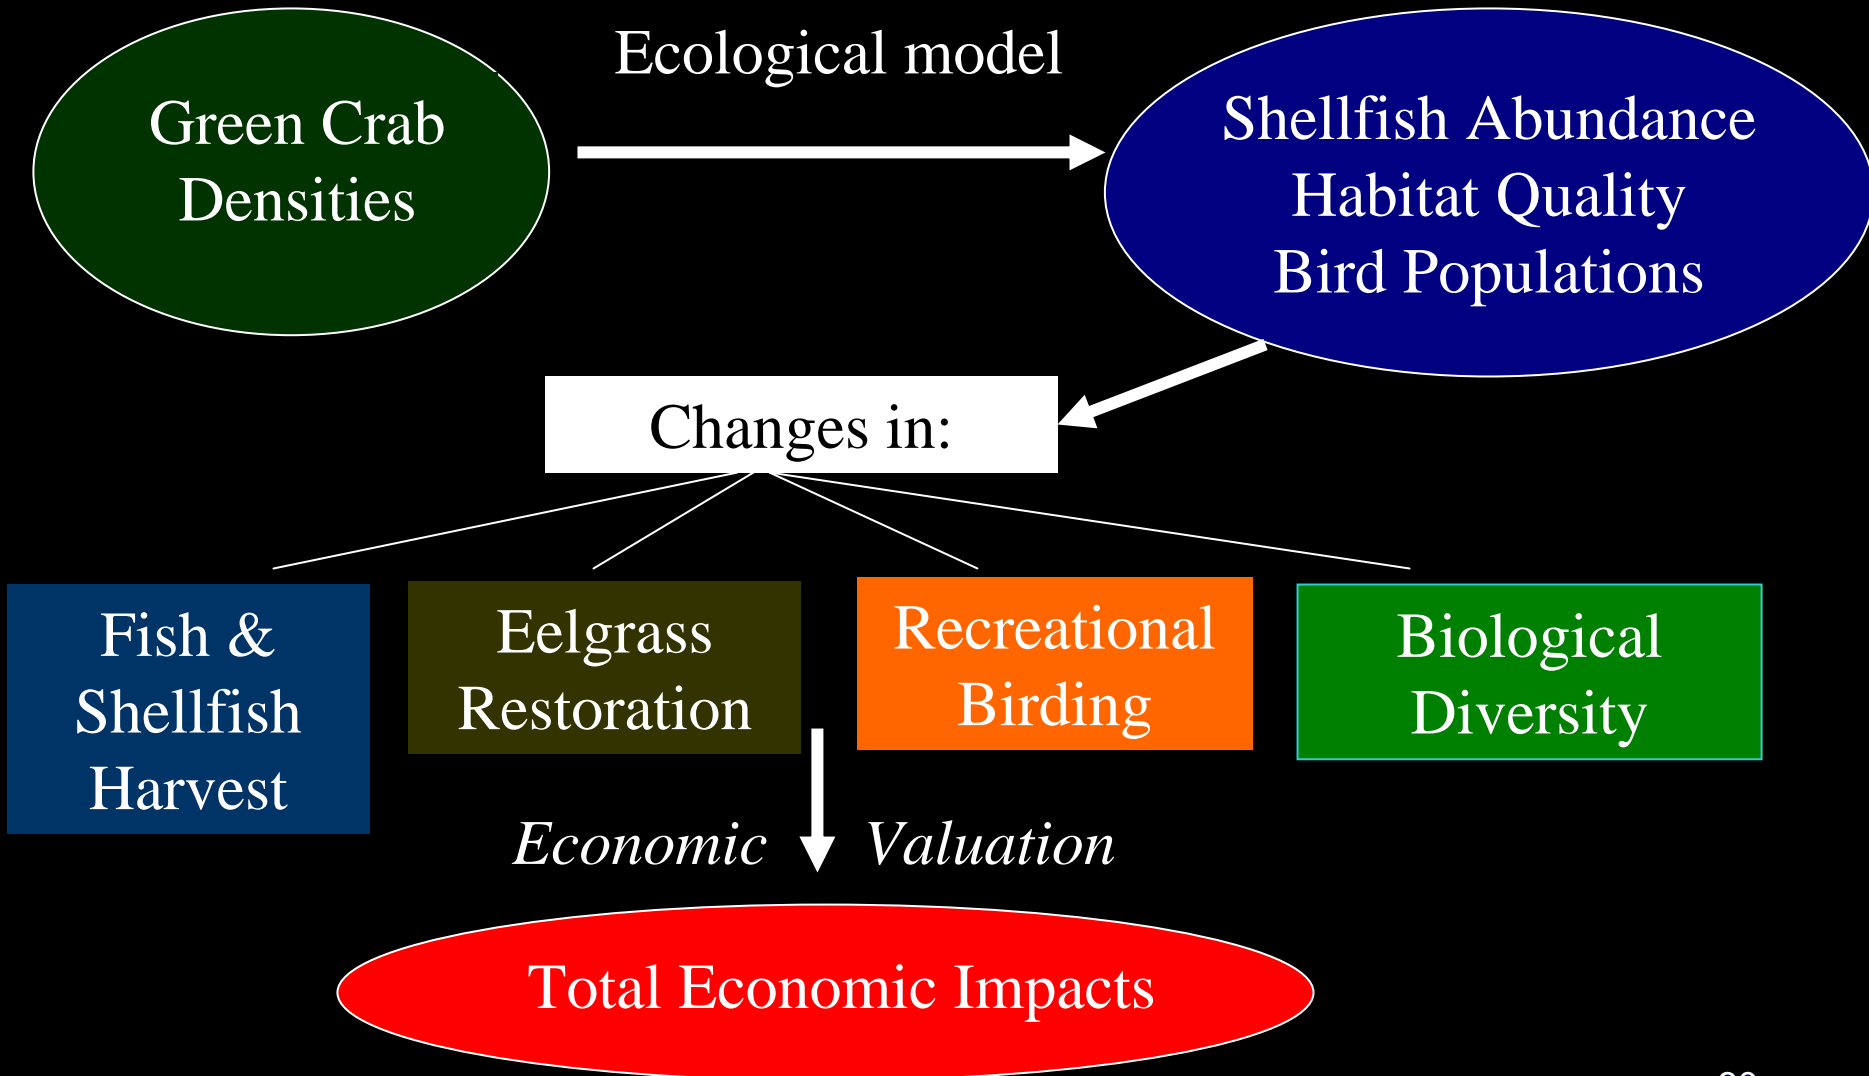 Ecological model
Green Crab
Densities
Shellfish Abundance
Habitat Quality
Bird Populations
Changes in:
Fish &
Shellfish
Harvest
Eelgrass
Restoration
Recreational
Birding
Biological
Diversity
Economic Valuation
Total Economic Impacts